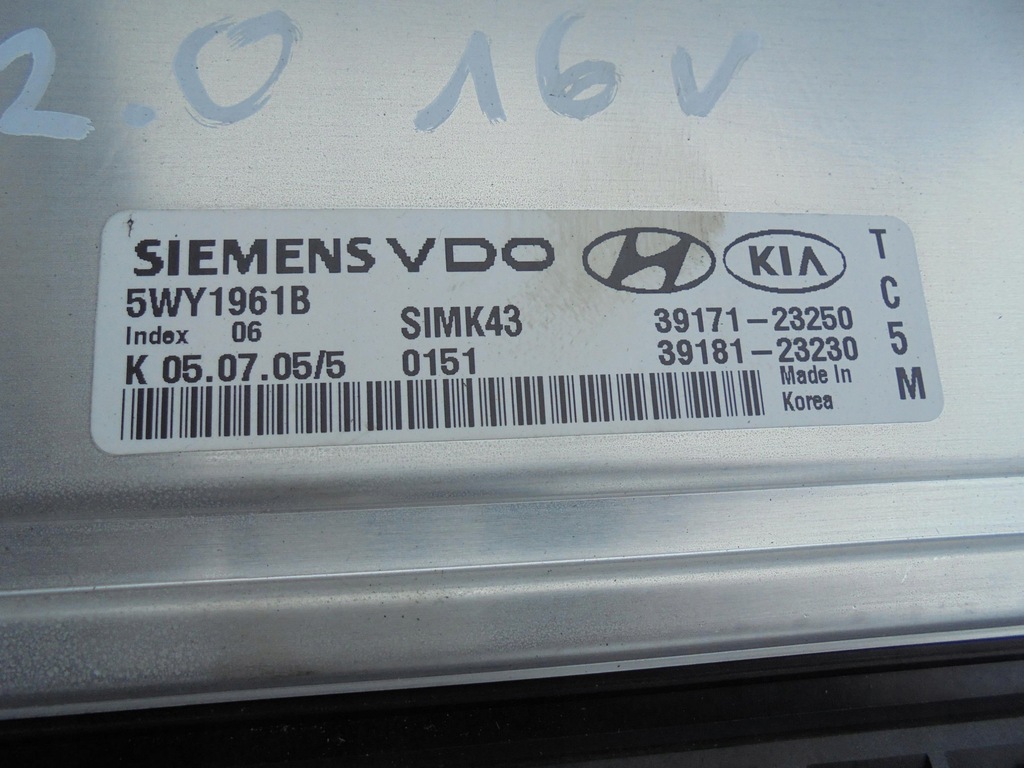 2.0 16V
SIEMENS VDO H KIA
5WY1961B
Index 06 SIMK43 39171-23250
K 05.07.05/5 0151 39181-23230
Made In
Korea
TC5M